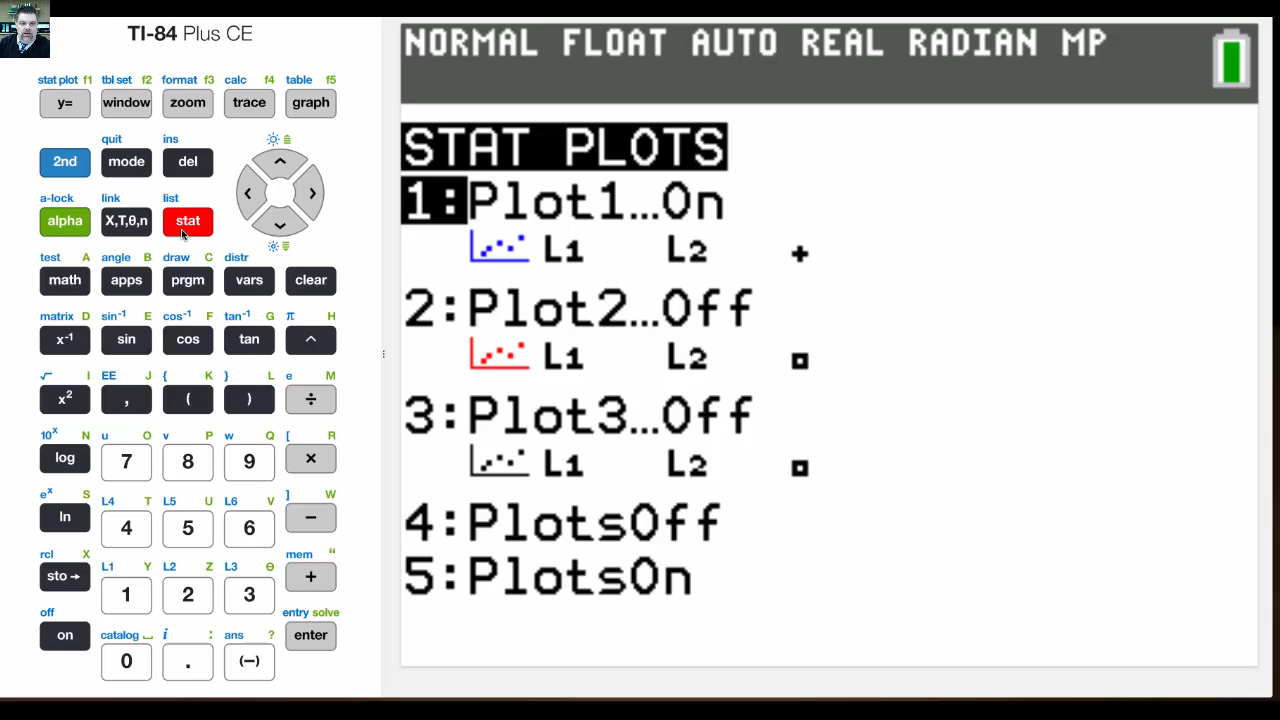 TI-84 Plus CE
stat plot f1 tbl set f2 format f3 calc f4 table f5
y= window zoom trace graph
quit ins
2nd mode del
a-lock link list
alpha X,T,θ,n stat
test A angle B draw C distr
math apps prgm vars clear
matrix D sin⁻¹ E cos⁻¹ F tan⁻¹ G π H
x⁻¹ sin cos tan ^
√ I EE J { K } L e M
x² , ( ) ÷
10ˣ N u O v P w Q [ R
log 7 8 9 ×
eˣ S L4 T L5 U L6 V ] W
ln 4 5 6 −
rcl X L1 Y L2 Z L3 θ mem “
sto→ 1 2 3 +
off catalog ⎵ i : ans ? entry solve
on 0 . (−) enter
NORMAL FLOAT AUTO REAL RADIAN MP
STAT PLOTS
1:Plot1…On
L1 L2 +
2:Plot2…Off
L1 L2 □
3:Plot3…Off
L1 L2 □
4:PlotsOff
5:PlotsOn